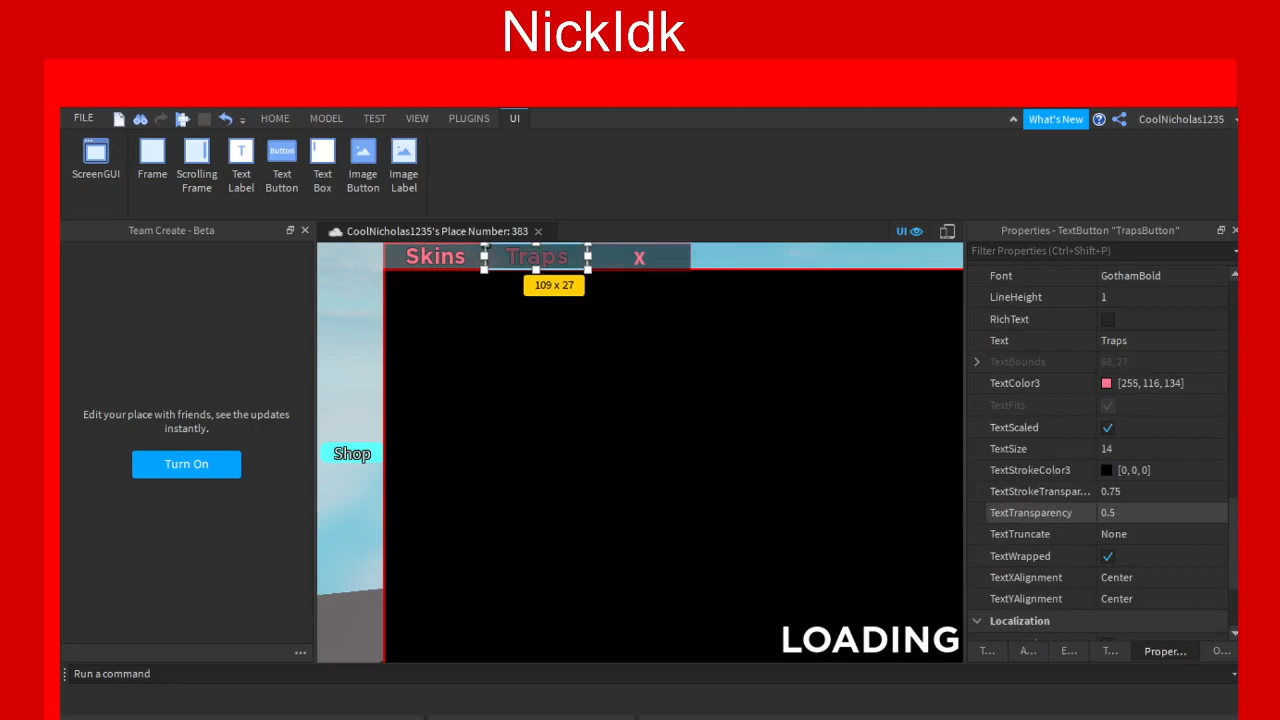 NickIdk
FILE HOME MODEL TEST VIEW PLUGINS UI What's New CoolNicholas1235
ScreenGUI Frame Scrolling Frame Text Label Button Text Button Text Box Image Button Image Label
Team Create - Beta
CoolNicholas1235's Place Number: 383
UI
Properties - TextButton "TrapsButton"
Filter Properties (Ctrl+Shift+P)
Skins Traps x
109 x 27
Edit your place with friends, see the updates
instantly.
Turn On
Shop
LOADING
Font GothamBold
LineHeight 1
RichText
Text Traps
TextBounds 68, 27
TextColor3 [255, 116, 134]
TextFits
TextScaled
TextSize 14
TextStrokeColor3 [0, 0, 0]
TextStrokeTranspar... 0.75
TextTransparency 0.5
TextTruncate None
TextWrapped
TextXAlignment Center
TextYAlignment Center
Localization
T... A... E... T... Proper... O...
Run a command